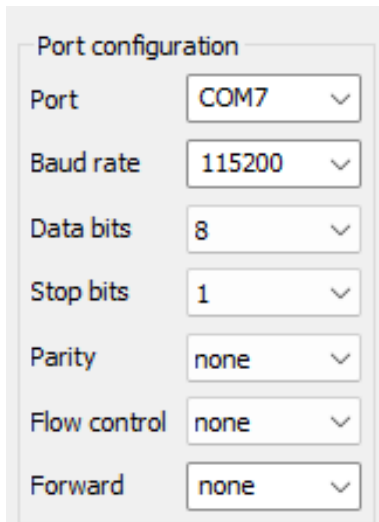 Port configuration
Port COM7
Baud rate 115200
Data bits 8
Stop bits 1
Parity none
Flow control none
Forward none